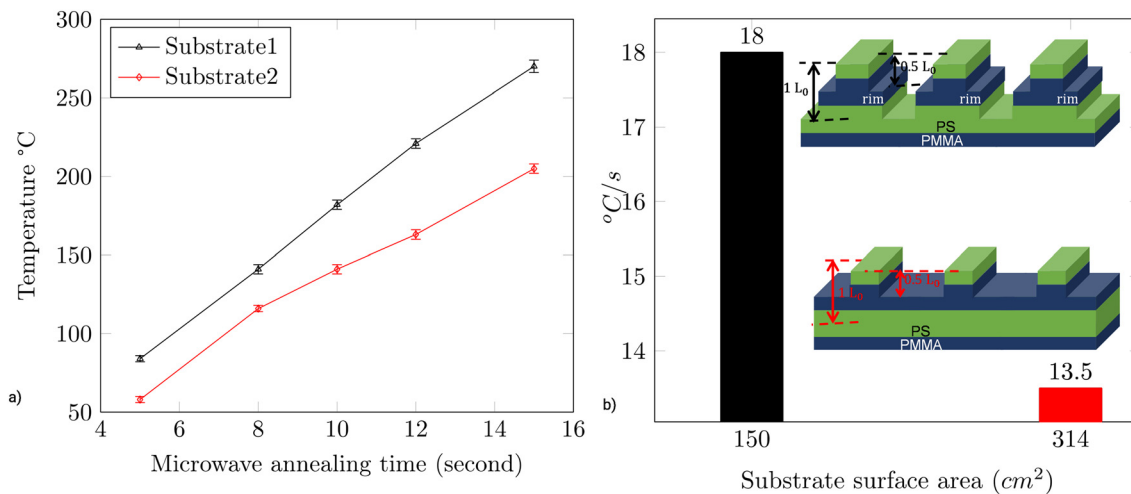 300
250
200
150
100
50
Temperature °C
Substrate1
Substrate2
4
6
8
10
12
14
16
Microwave annealing time (second)
a)
18
17
16
15
14
°C/s
18
13.5
150
314
Substrate surface area (cm²)
b)
1 L₀
0.5 L₀
rim
rim
rim
PS
PMMA
1 L₀
0.5 L₀
PS
PMMA